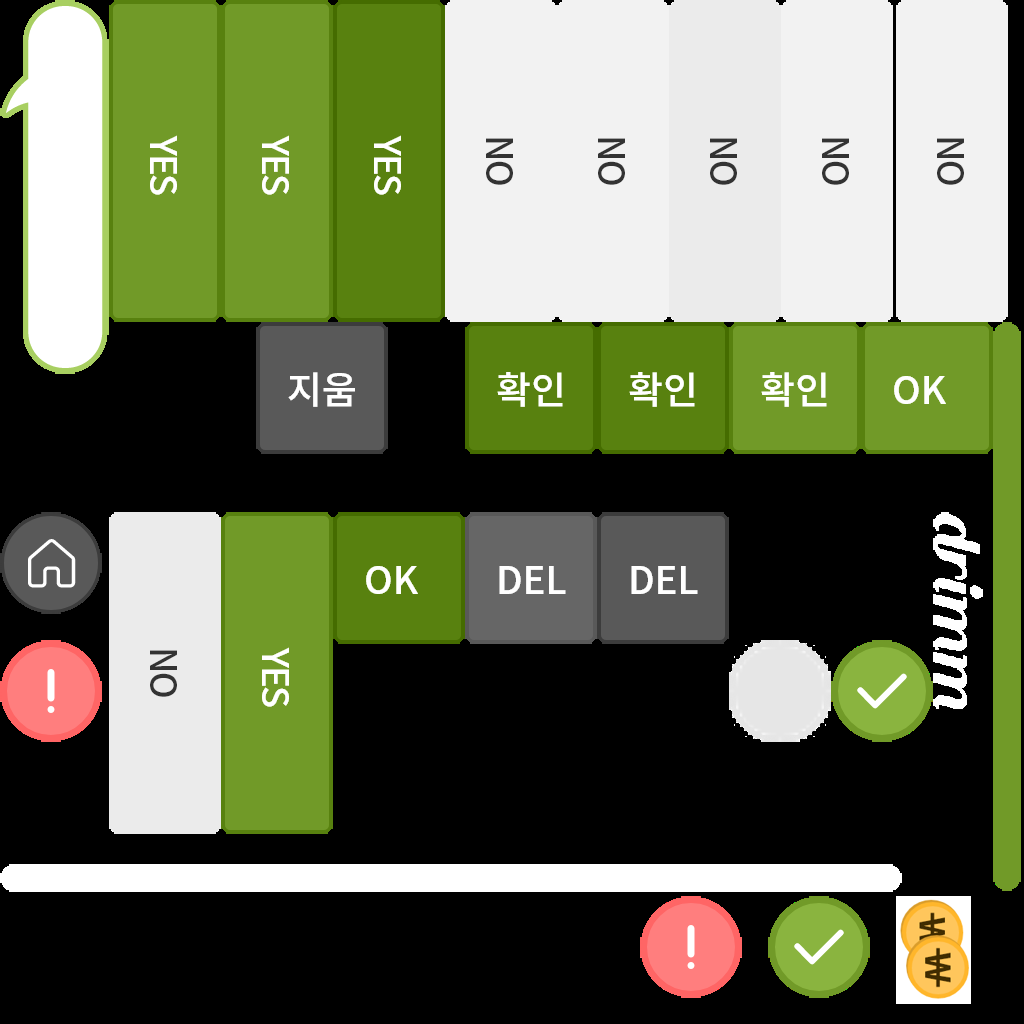 YES
YES
YES
NO
NO
NO
NO
NO
지움
확인
확인
확인
OK
NO
YES
OK
DEL
DEL
drimm
!
!
₩
₩